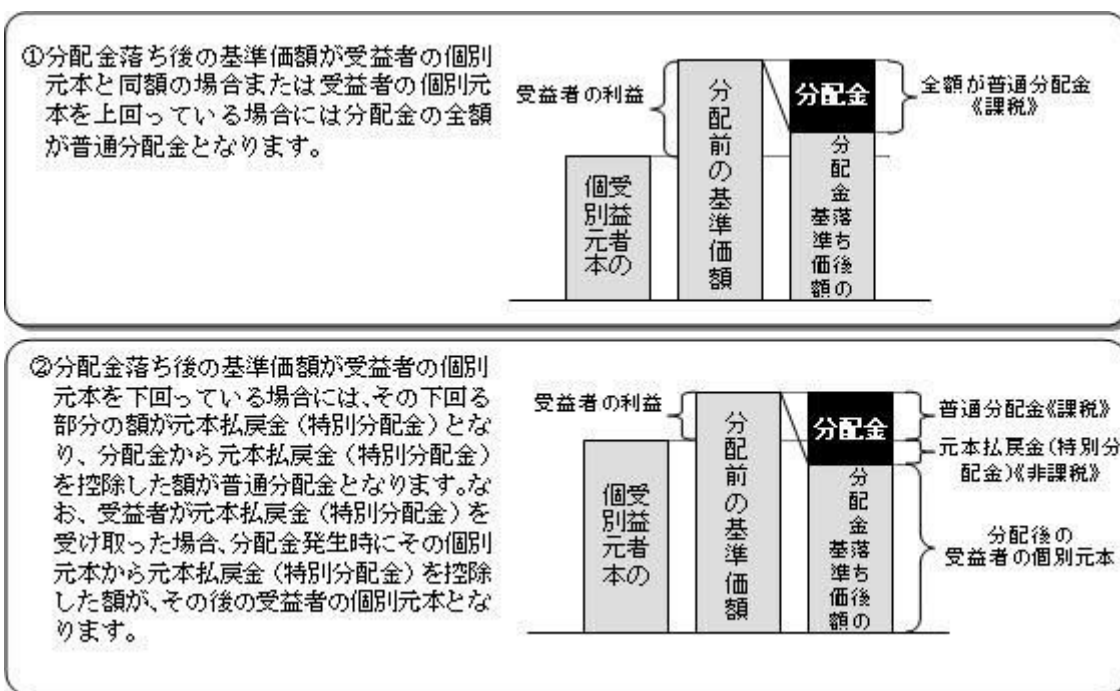 ①分配金落ち後の基準価額が受益者の個別
元本と同額の場合または受益者の個別元
本を上回っている場合には分配金の全額
が普通分配金となります。
受益者の利益
受益者の
個別元本
分配前の基準価額
分配金
分配金落ち後の
基準価額
全額が普通分配金
《課税》
②分配金落ち後の基準価額が受益者の個別
元本を下回っている場合には、その下回る
部分の額が元本払戻金(特別分配金)とな
り、分配金から元本払戻金(特別分配金)
を控除した額が普通分配金となります。な
お、受益者が元本払戻金(特別分配金)を
受け取った場合、分配金発生時にその個別
元本から元本払戻金(特別分配金)を控除
した額が、その後の受益者の個別元本とな
ります。
受益者の利益
受益者の
個別元本
分配前の基準価額
分配金
分配金落ち後の
基準価額
普通分配金《課税》
元本払戻金(特別分
配金)《非課税》
分配後の
受益者の個別元本